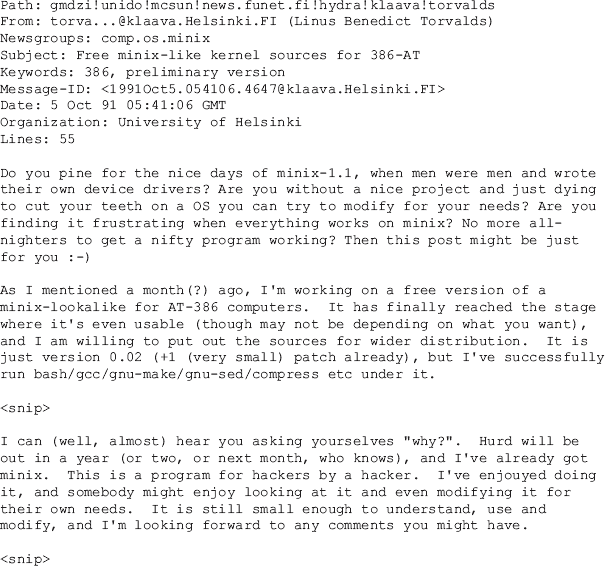 Path: gmdzi!unido!mcsun!news.funet.fi!hydra!klaava!torvalds
From: torva...@klaava.Helsinki.FI (Linus Benedict Torvalds)
Newsgroups: comp.os.minix
Subject: Free minix-like kernel sources for 386-AT
Keywords: 386, preliminary version
Message-ID: <1991Oct5.054106.4647@klaava.Helsinki.FI>
Date: 5 Oct 91 05:41:06 GMT
Organization: University of Helsinki
Lines: 55

Do you pine for the nice days of minix-1.1, when men were men and wrote
their own device drivers? Are you without a nice project and just dying
to cut your teeth on a OS you can try to modify for your needs? Are you
finding it frustrating when everything works on minix? No more all-
nighters to get a nifty program working? Then this post might be just
for you :-)

As I mentioned a month(?) ago, I'm working on a free version of a
minix-lookalike for AT-386 computers.  It has finally reached the stage
where it's even usable (though may not be depending on what you want),
and I am willing to put out the sources for wider distribution.  It is
just version 0.02 (+1 (very small) patch already), but I've successfully
run bash/gcc/gnu-make/gnu-sed/compress etc under it.

<snip>

I can (well, almost) hear you asking yourselves "why?".  Hurd will be
out in a year (or two, or next month, who knows), and I've already got
minix.  This is a program for hackers by a hacker.  I've enjouyed doing
it, and somebody might enjoy looking at it and even modifying it for
their own needs.  It is still small enough to understand, use and
modify, and I'm looking forward to any comments you might have.

<snip>